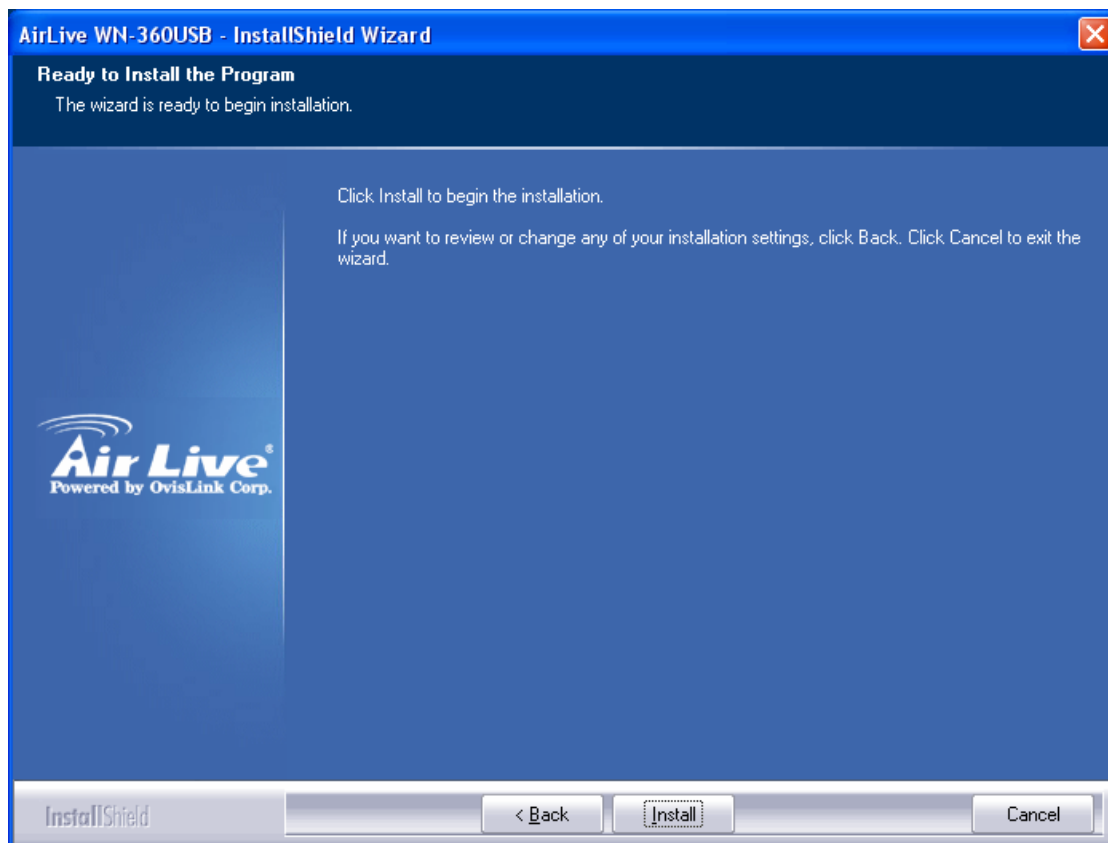 AirLive WN-360USB - InstallShield Wizard
Ready to Install the Program
The wizard is ready to begin installation.
Click Install to begin the installation.
If you want to review or change any of your installation settings, click Back. Click Cancel to exit the
wizard.
Air Live®
Powered by OvisLink Corp.
InstallShield
< Back
Install
Cancel